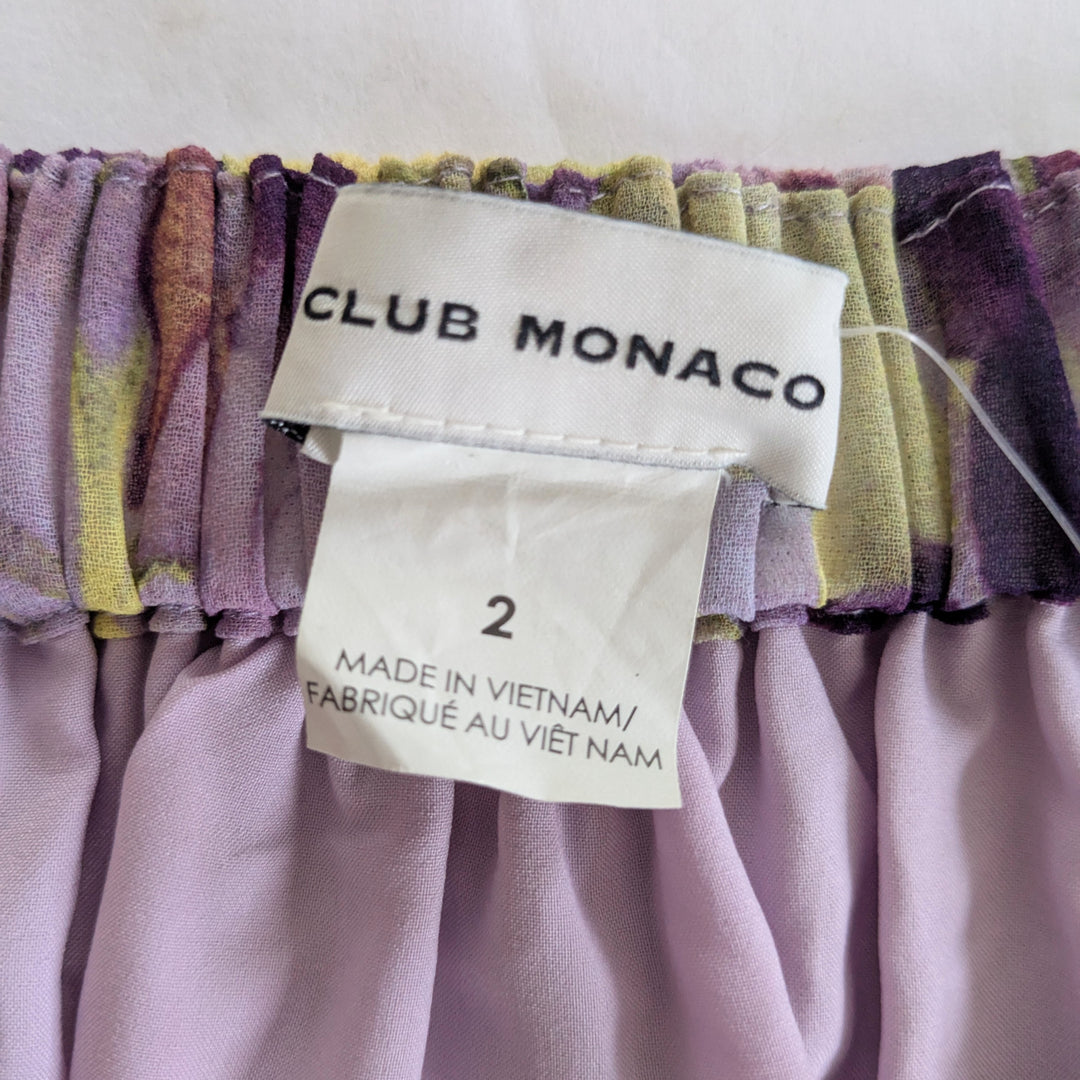 CLUB MONACO
2
MADE IN VIETNAM/
FABRIQUÉ AU VIÊT NAM